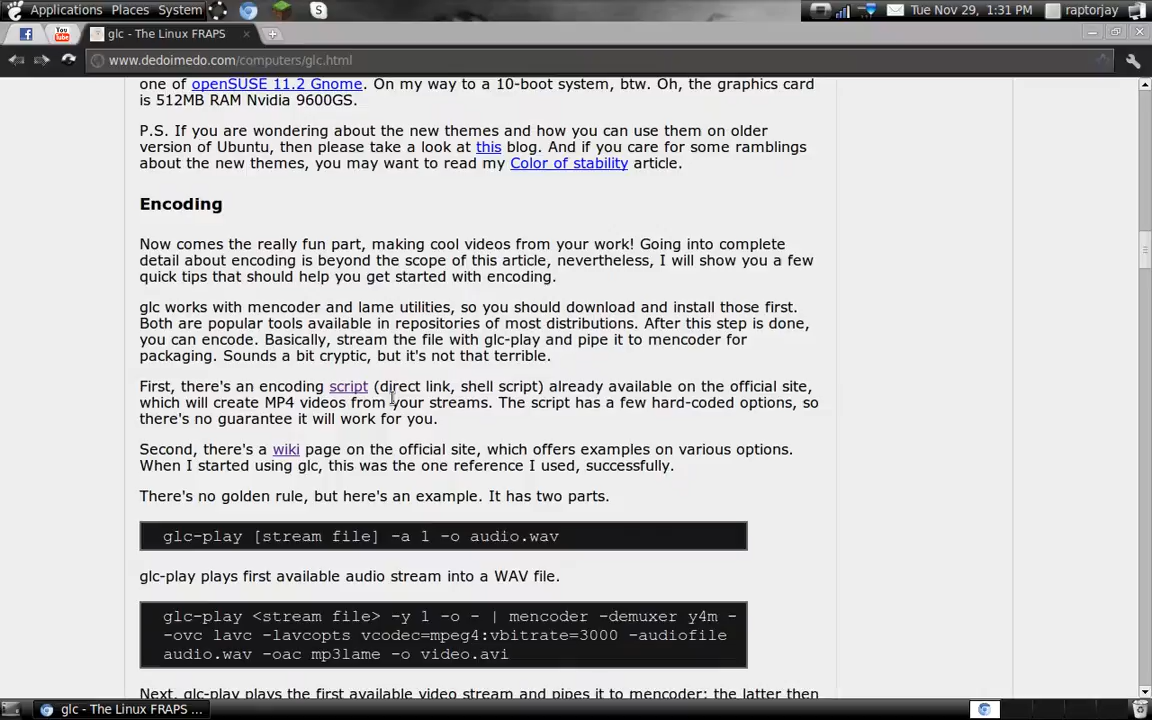 Applications Places System
Tue Nov 29, 1:31 PM raptorjay
glc - The Linux FRAPS
www.dedoimedo.com/computers/glc.html
one of openSUSE 11.2 Gnome. On my way to a 10-boot system, btw. Oh, the graphics card
is 512MB RAM Nvidia 9600GS.
P.S. If you are wondering about the new themes and how you can use them on older
version of Ubuntu, then please take a look at this blog. And if you care for some ramblings
about the new themes, you may want to read my Color of stability article.
Encoding
Now comes the really fun part, making cool videos from your work! Going into complete
detail about encoding is beyond the scope of this article, nevertheless, I will show you a few
quick tips that should help you get started with encoding.
glc works with mencoder and lame utilities, so you should download and install those first.
Both are popular tools available in repositories of most distributions. After this step is done,
you can encode. Basically, stream the file with glc-play and pipe it to mencoder for
packaging. Sounds a bit cryptic, but it's not that terrible.
First, there's an encoding script (direct link, shell script) already available on the official site,
which will create MP4 videos from your streams. The script has a few hard-coded options, so
there's no guarantee it will work for you.
Second, there's a wiki page on the official site, which offers examples on various options.
When I started using glc, this was the one reference I used, successfully.
There's no golden rule, but here's an example. It has two parts.
glc-play [stream file] -a 1 -o audio.wav
glc-play plays first available audio stream into a WAV file.
glc-play <stream file> -y 1 -o - | mencoder -demuxer y4m -
-ovc lavc -lavcopts vcodec=mpeg4:vbitrate=3000 -audiofile
audio.wav -oac mp3lame -o video.avi
Next, glc-play plays the first available video stream and pipes it to mencoder; the latter then
glc - The Linux FRAPS ...